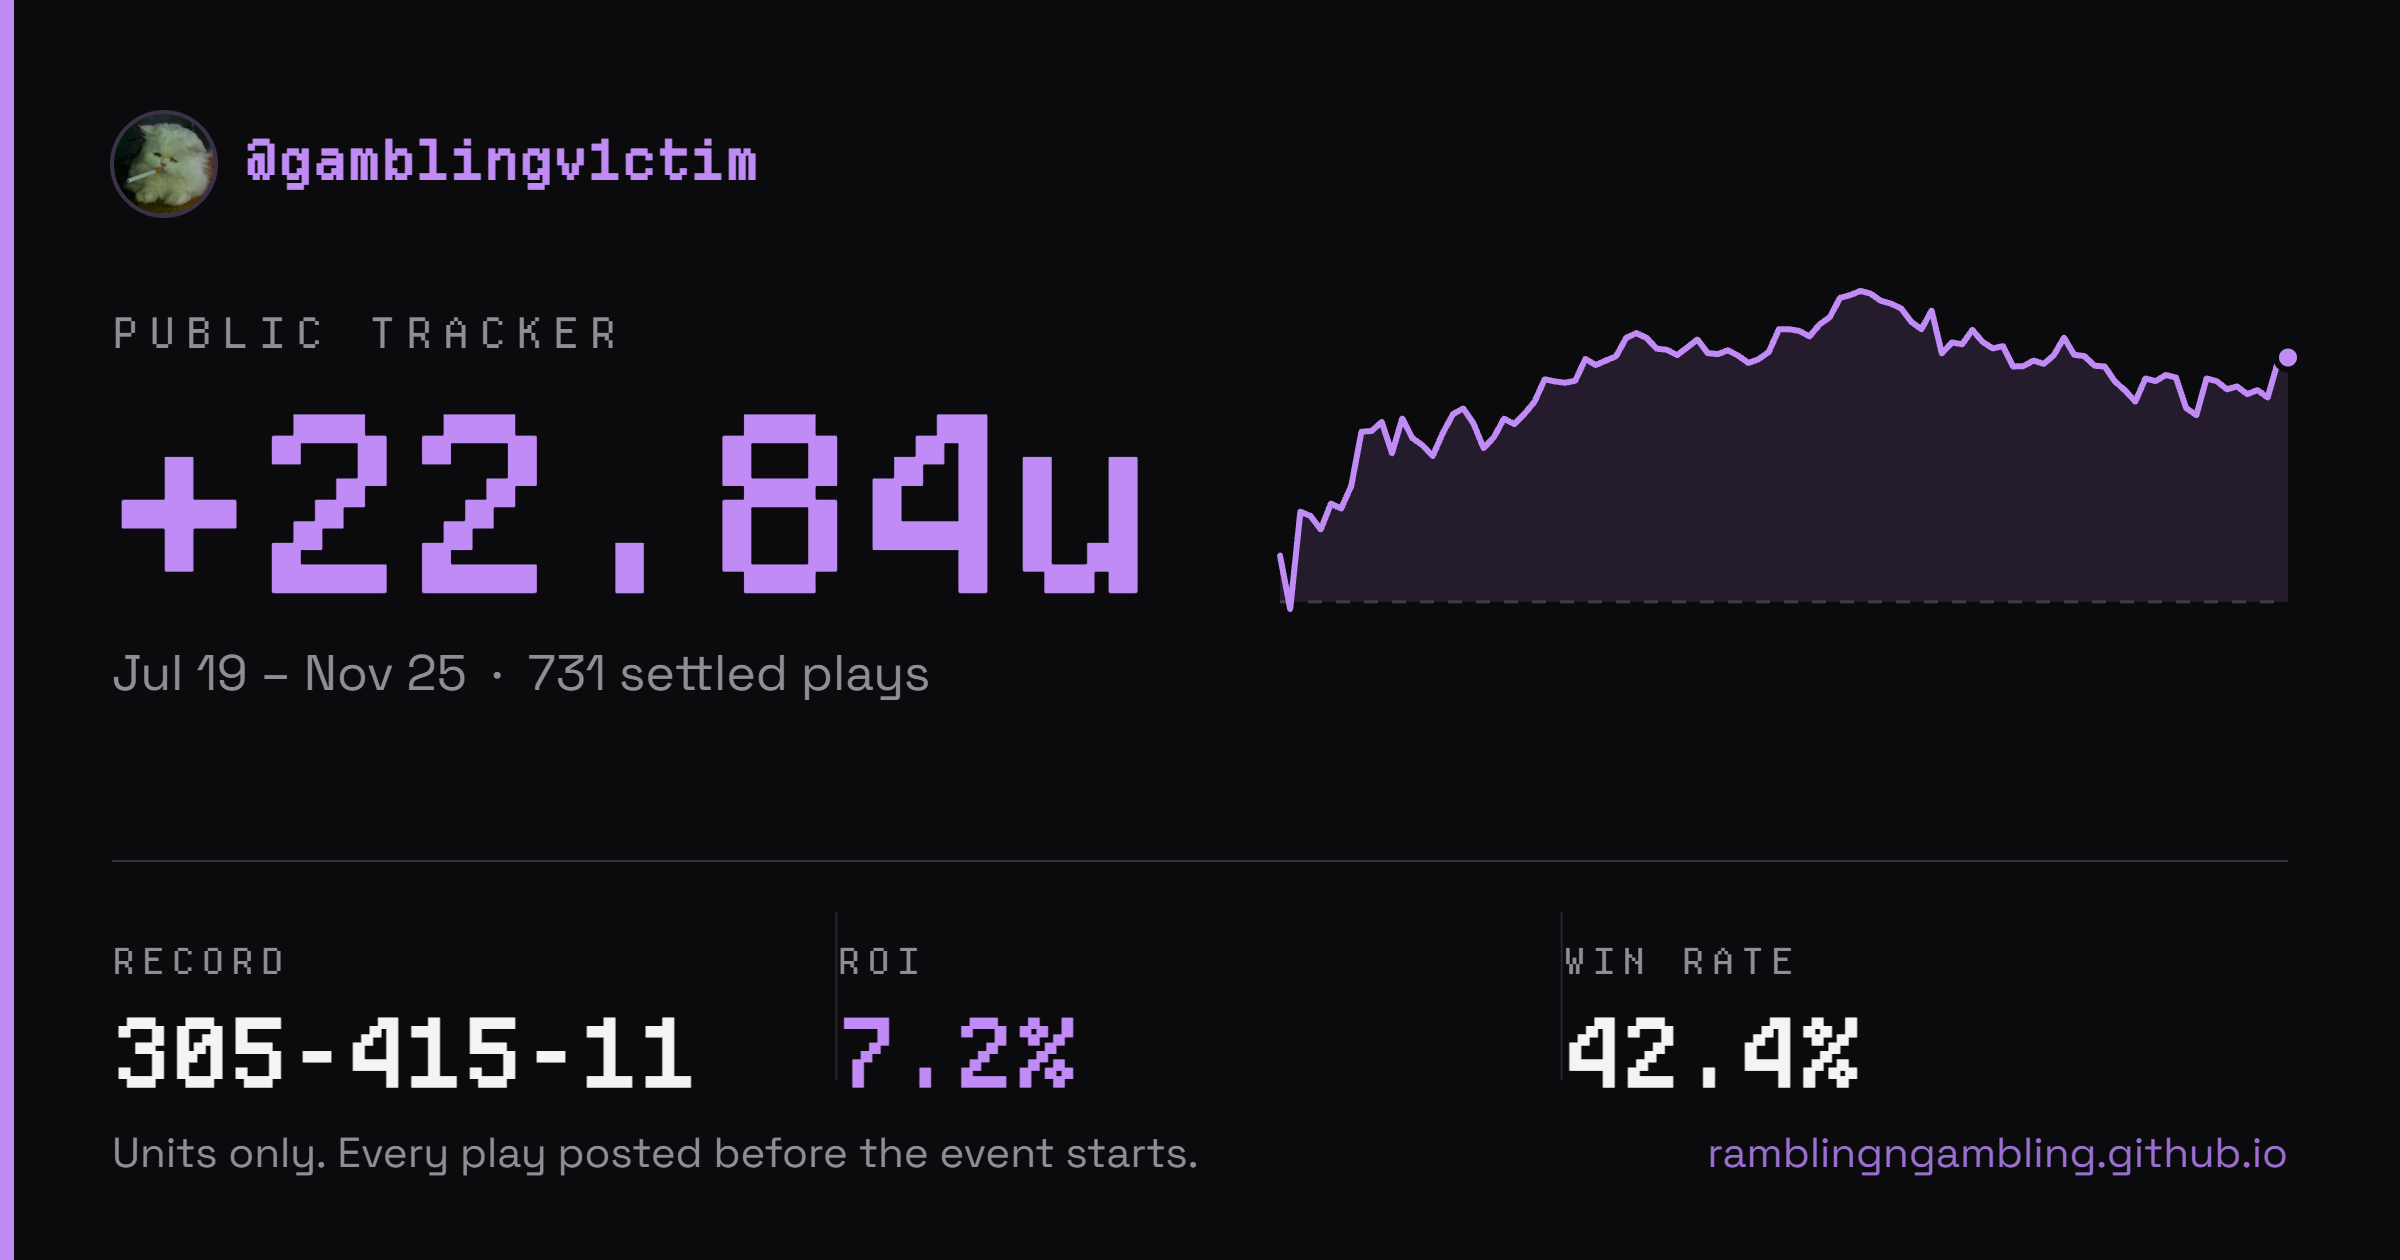 @gamblingv1ctim
PUBLIC TRACKER
+22.84u
Jul 19 – Nov 25 · 731 settled plays
RECORD
305-415-11
ROI
7.2%
WIN RATE
42.4%
Units only. Every play posted before the event starts.
ramblingngambling.github.io